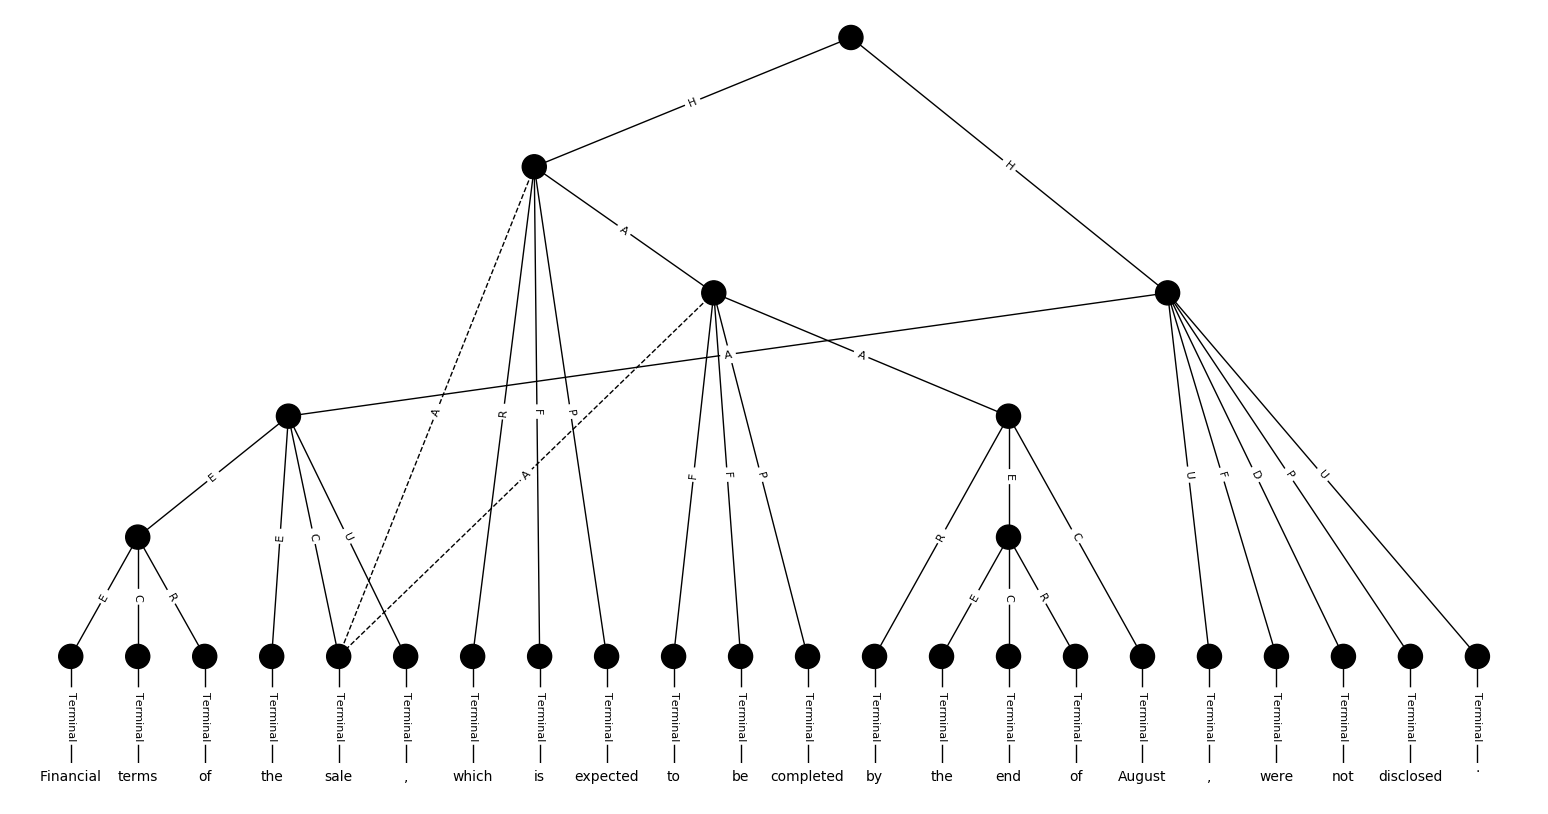 H
H
A
A
A
A
R
F
P
A
E
E
C
U
F
F
P
R
E
C
U
F
D
P
U
E
C
R
E
C
R
Terminal Terminal Terminal Terminal Terminal Terminal Terminal Terminal Terminal Terminal Terminal Terminal Terminal Terminal Terminal Terminal Terminal Terminal Terminal Terminal Terminal Terminal
Financial terms of the sale , which is expected to be completed by the end of August , were not disclosed .